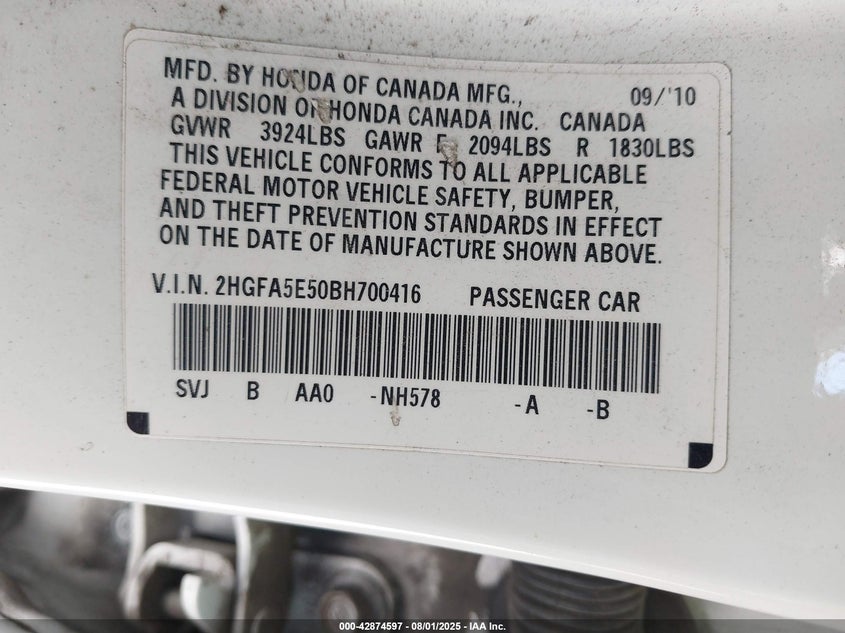 MFD. BY HONDA OF CANADA MFG., 09/'10
A DIVISION OF HONDA CANADA INC. CANADA
GVWR 3924LBS GAWR F 2094LBS R 1830LBS
THIS VEHICLE CONFORMS TO ALL APPLICABLE
FEDERAL MOTOR VEHICLE SAFETY, BUMPER,
AND THEFT PREVENTION STANDARDS IN EFFECT
ON THE DATE OF MANUFACTURE SHOWN ABOVE.
V.I.N. 2HGFA5E50BH700416 PASSENGER CAR
SVJ B AA0 -NH578 -A -B
000-42874597 - 08/01/2025 - IAA Inc.